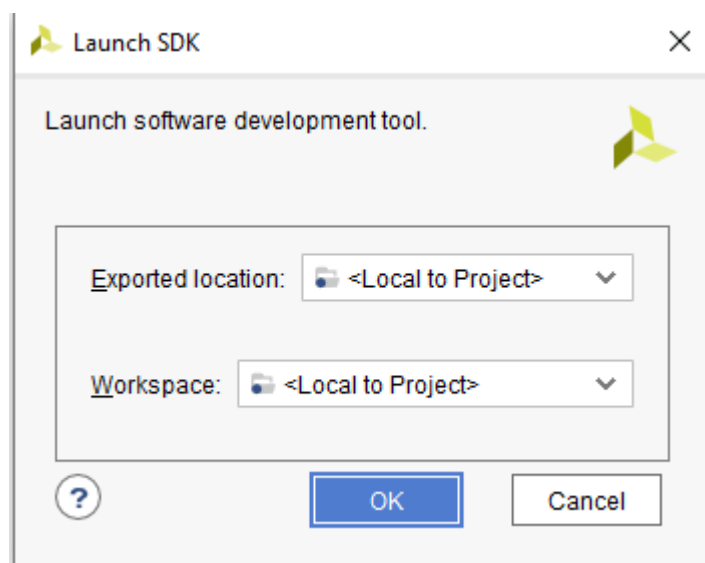 Launch SDK
Launch software development tool.
Exported location: <Local to Project>
Workspace: <Local to Project>
? OK Cancel